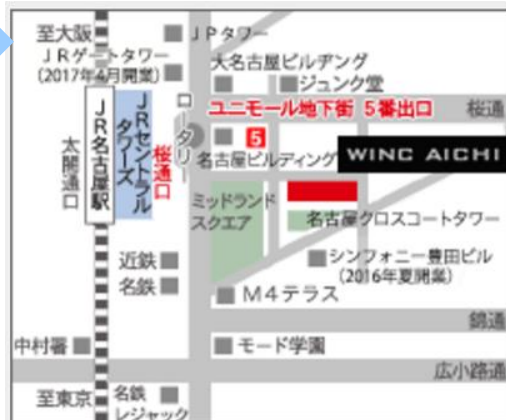 至大阪
JPタワー
JRゲートタワー
(2017年4月開業)
大名古屋ビルヂング
ジュンク堂
ユニモール地下街 5番出口
桜通
ロータリー
5
名古屋ビルディング
WINC AICHI
JR名古屋駅
JRセントラル
タワーズ
桜通口
太閤通口
ミッドランド
スクエア
名古屋クロスコートタワー
近鉄
名鉄
シンフォニー豊田ビル
(2016年夏開業)
M4テラス
錦通
中村署
モード学園
広小路通
至東京
名鉄
レジャック